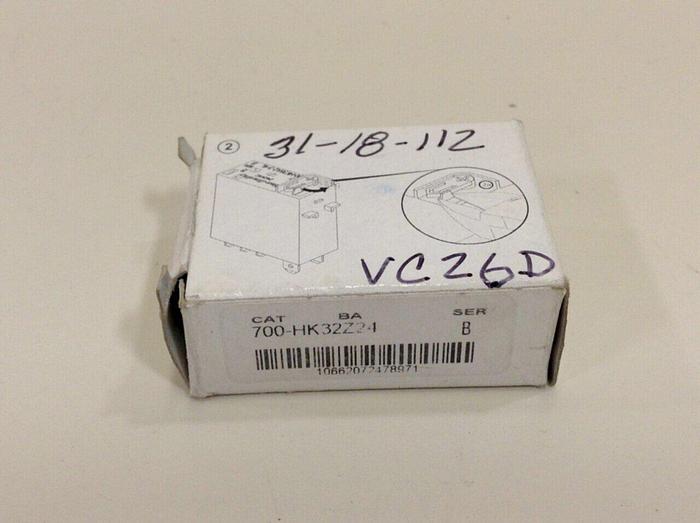 ② 31-18-112
VC26D
CAT BA SER
700-HK32Z24 B
10662072478971